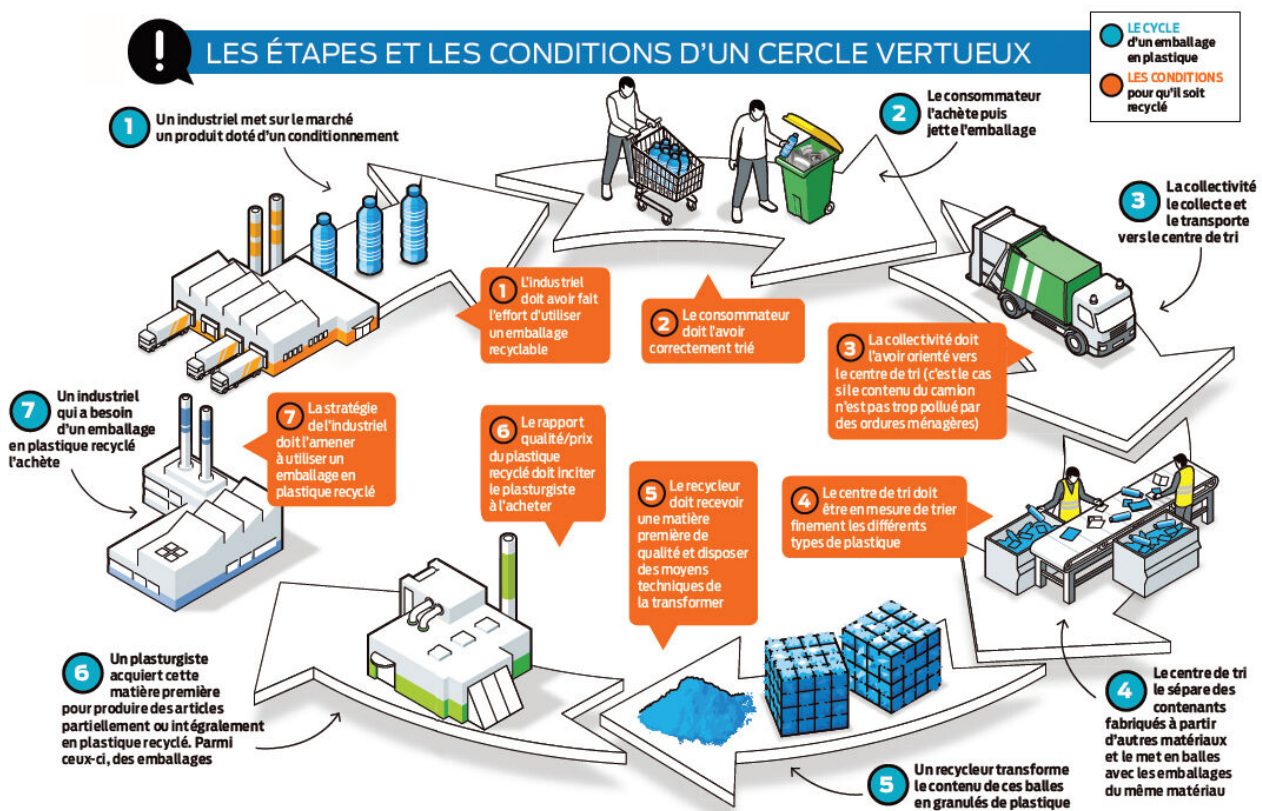 !
LES ÉTAPES ET LES CONDITIONS D'UN CERCLE VERTUEUX
LE CYCLE
d'un emballage
en plastique
LES CONDITIONS
pour qu'il soit
recyclé
1 Un industriel met sur le marché
un produit doté d'un conditionnement
2 Le consommateur
l'achète puis
jette l'emballage
3 La collectivité
le collecte et
le transporte
vers le centre de tri
1 L'industriel
doit avoir fait
l'effort d'utiliser
un emballage
recyclable
2 Le consommateur
doit l'avoir
correctement trié
3 La collectivité doit
l'avoir orienté vers
le centre de tri (c'est le cas
si le contenu du camion
n'est pas trop pollué par
des ordures ménagères)
7 Un industriel
qui a besoin
d'un emballage
en plastique recyclé
l'achète
7 La stratégie
de l'industriel
doit l'amener
à utiliser un
emballage en
plastique recyclé
6 Le rapport
qualité/prix
du plastique
recyclé doit inciter
le plasturgiste
à l'acheter
5 Le recycleur
doit recevoir
une matière
première de
qualité et disposer
des moyens
techniques de
la transformer
4 Le centre de tri doit
être en mesure de trier
finement les différents
types de plastique
6 Un plasturgiste
acquiert cette
matière première
pour produire des articles
partiellement ou intégralement
en plastique recyclé. Parmi
ceux-ci, des emballages
4 Le centre de tri
le sépare des
contenants
fabriqués à partir
d'autres matériaux
et le met en balles
avec les emballages
du même matériau
5 Un recycleur transforme
le contenu de ces balles
en granulés de plastique